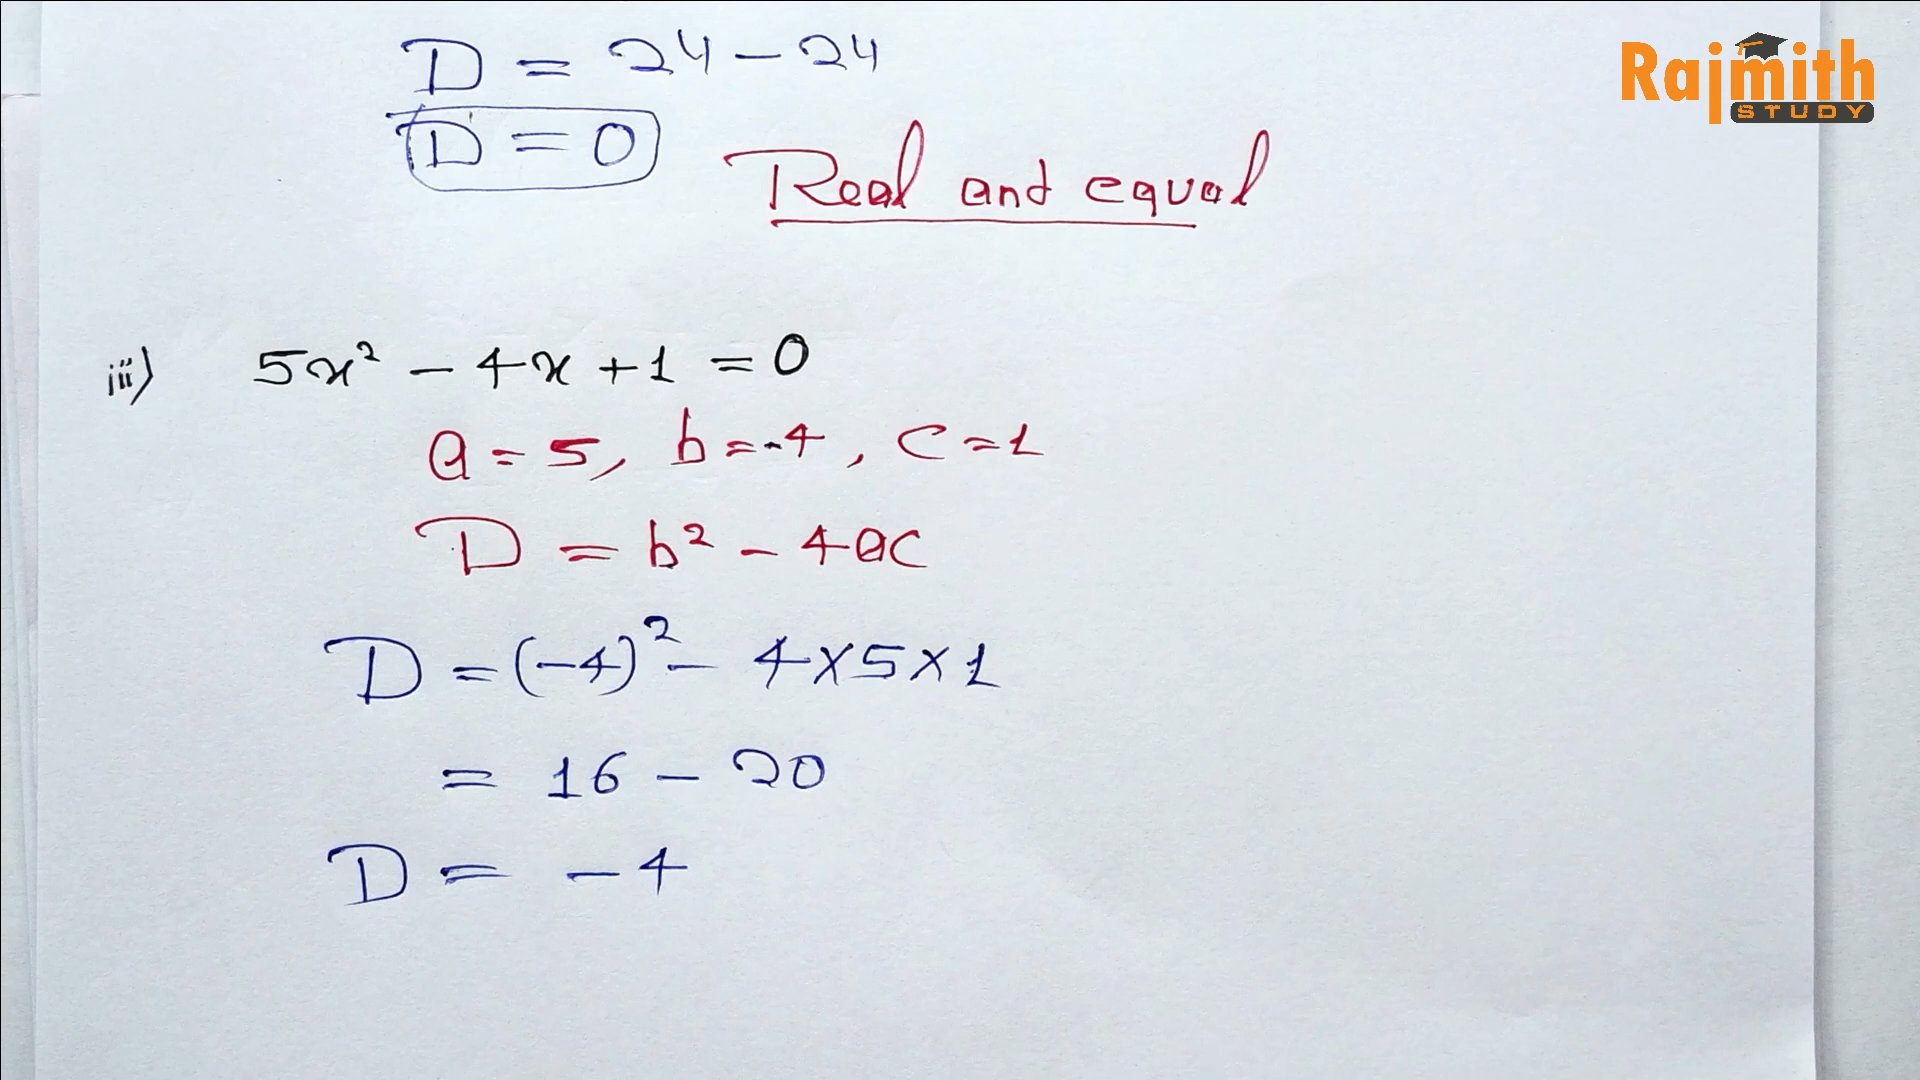 D = 24 - 24
D = 0
Real and equal
Rajmith
STUDY
iii) 5x² - 4x + 1 = 0
a = 5, b = -4, c = 1
D = b² - 4ac
D = (-4)² - 4×5×1
= 16 - 20
D = -4